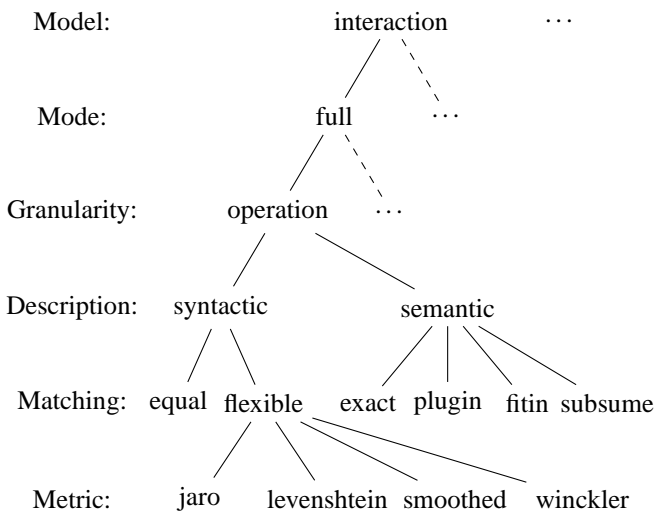 Model: interaction ...
Mode: full ...
Granularity: operation ...
Description: syntactic semantic
Matching: equal flexible exact plugin fitin subsume
Metric: jaro levenshtein smoothed winckler